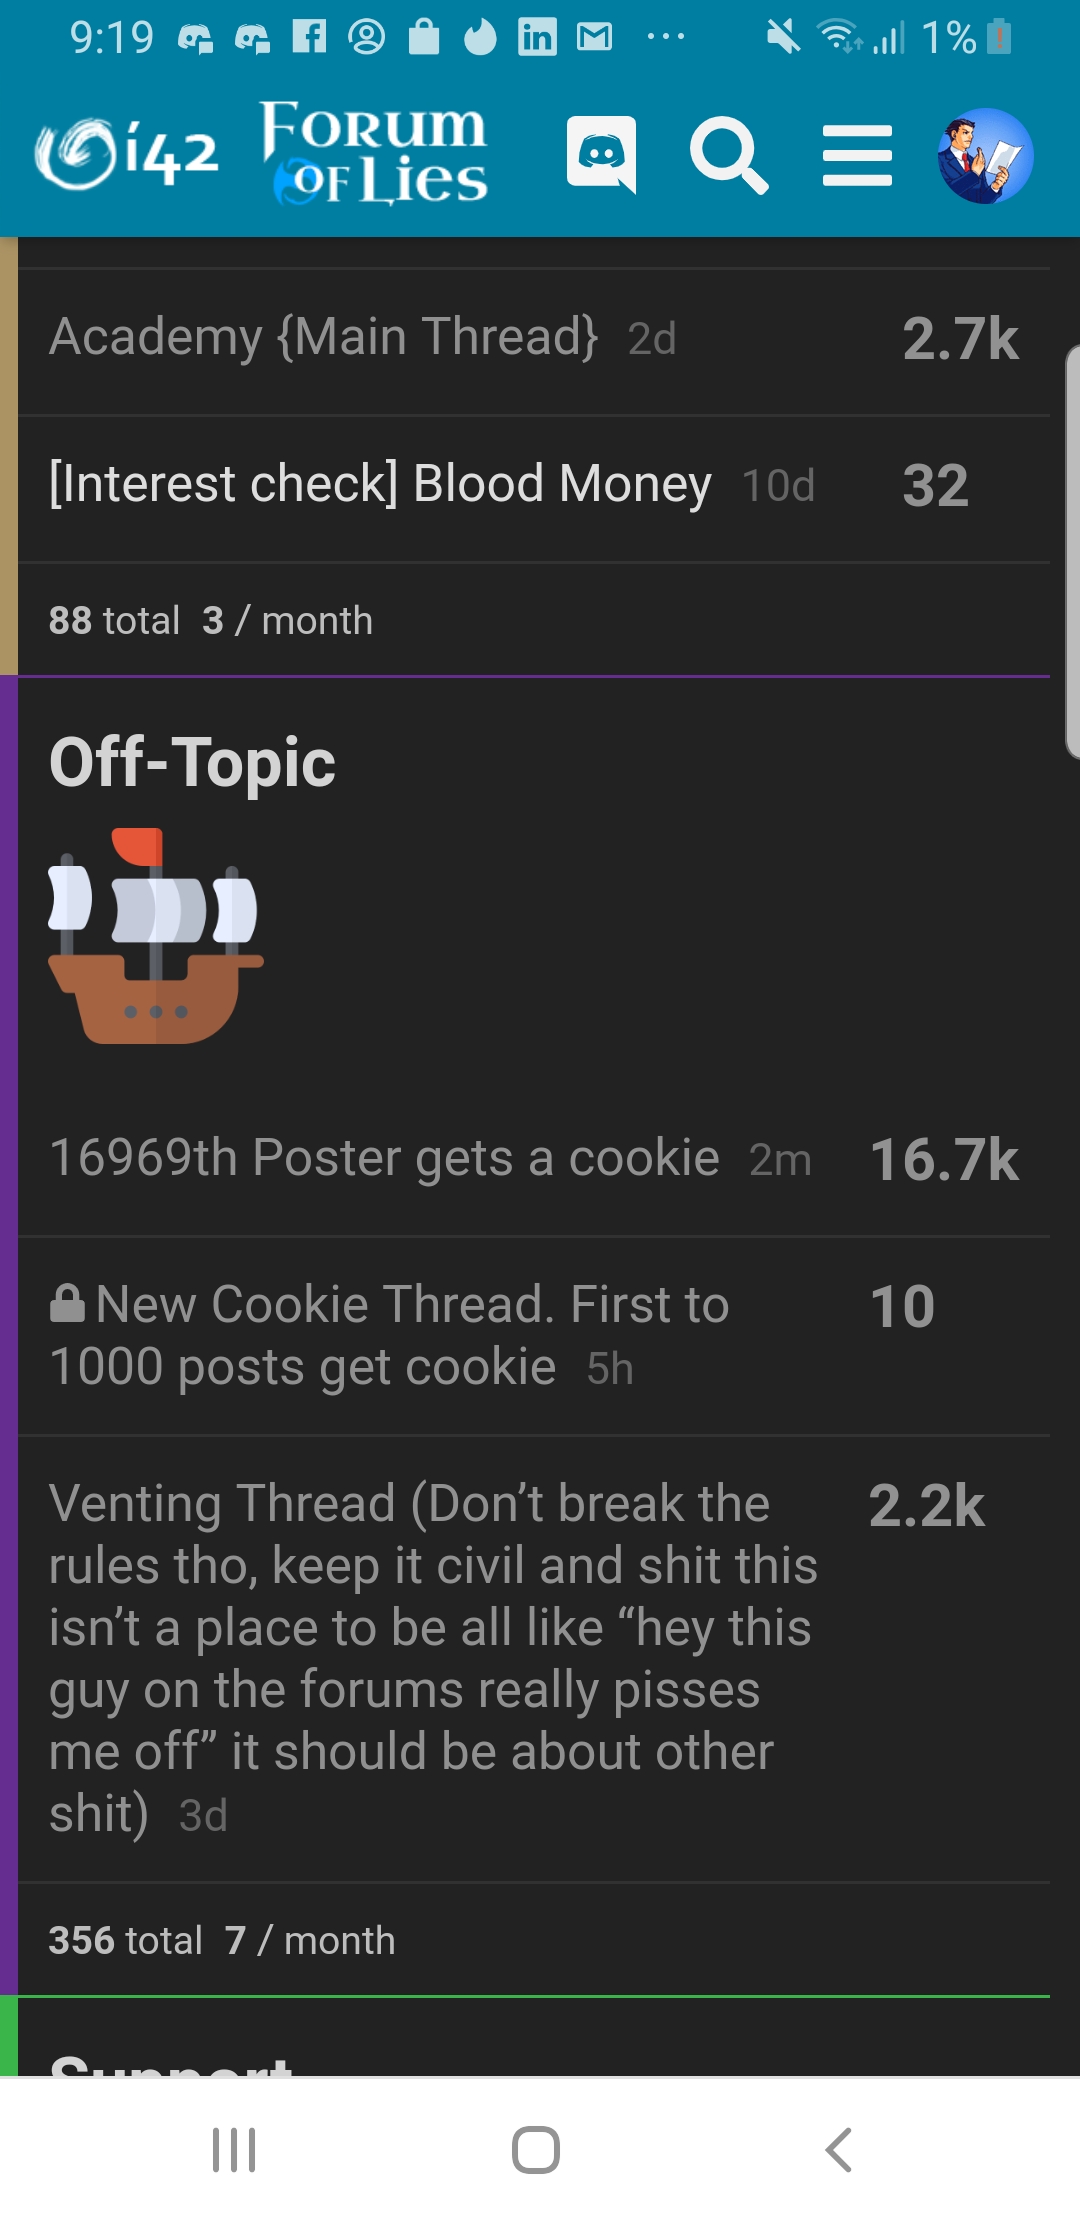 9:19 1%
i42 FORUM OF LIES
Academy {Main Thread} 2d 2.7k
[Interest check] Blood Money 10d 32
88 total 3 / month
Off-Topic
16969th Poster gets a cookie 2m 16.7k
New Cookie Thread. First to 10
1000 posts get cookie 5h
Venting Thread (Don’t break the 2.2k
rules tho, keep it civil and shit this
isn’t a place to be all like “hey this
guy on the forums really pisses
me off” it should be about other
shit) 3d
356 total 7 / month
Support